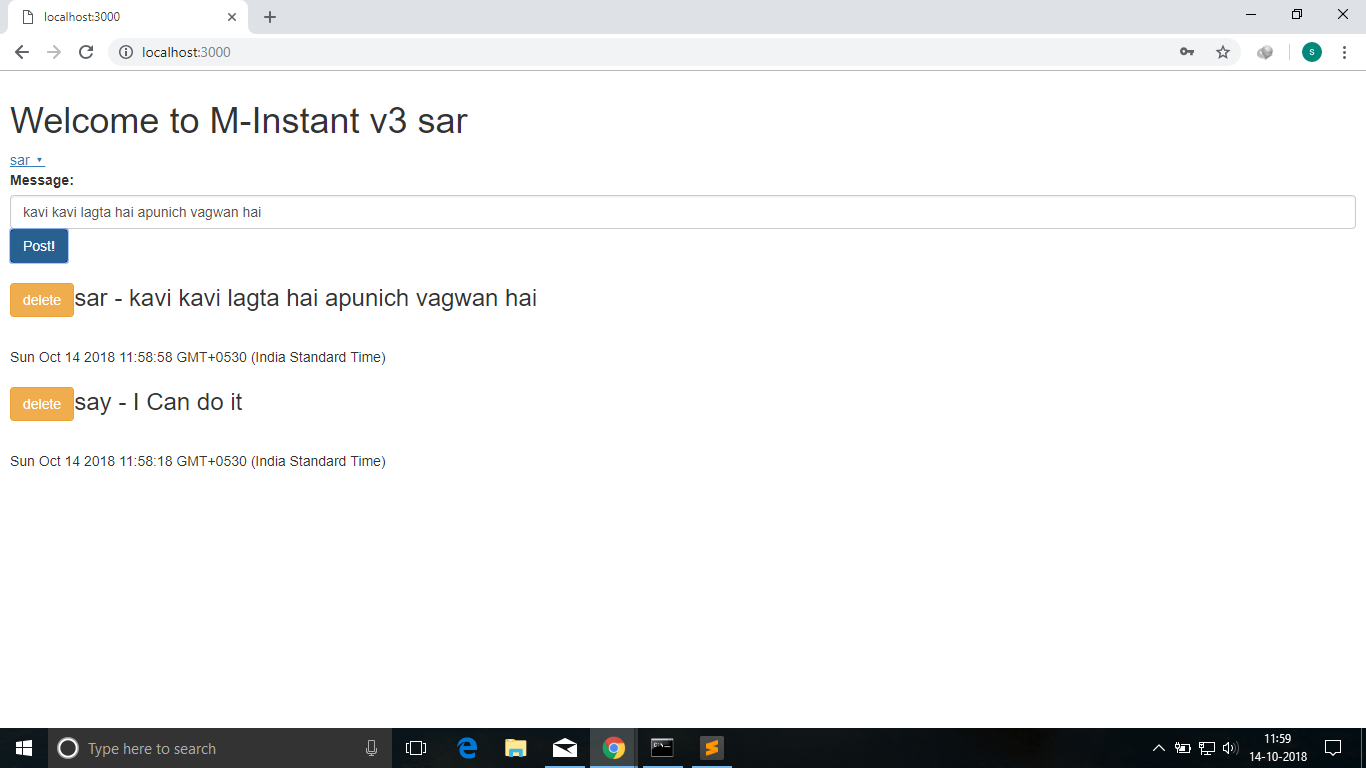 localhost:3000
localhost:3000
s
Welcome to M-Instant v3 sar
sar
Message:
kavi kavi lagta hai apunich vagwan hai
Post!
delete sar - kavi kavi lagta hai apunich vagwan hai
Sun Oct 14 2018 11:58:58 GMT+0530 (India Standard Time)
delete say - I Can do it
Sun Oct 14 2018 11:58:18 GMT+0530 (India Standard Time)
Type here to search
11:59
14-10-2018